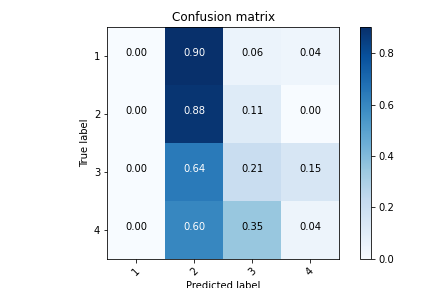 Confusion matrix
1 0.00 0.90 0.06 0.04
2 0.00 0.88 0.11 0.00
3 0.00 0.64 0.21 0.15
4 0.00 0.60 0.35 0.04
1 2 3 4
True label
Predicted label
0.8
0.6
0.4
0.2
0.0